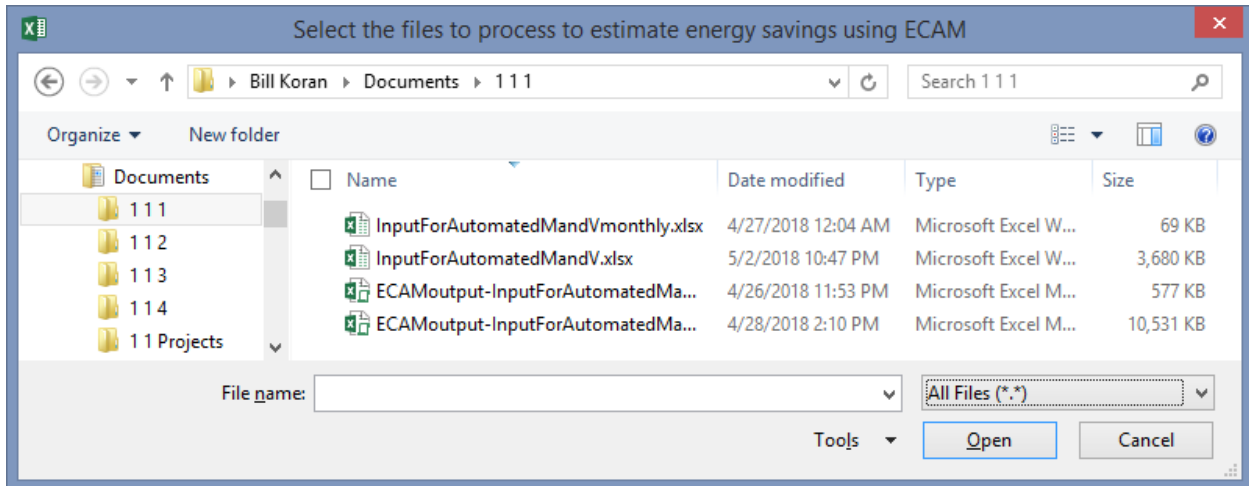 Select the files to process to estimate energy savings using ECAM
Bill Koran Documents 1 1 1 Search 1 1 1
Organize New folder
Documents Name Date modified Type Size
1 1 1 InputForAutomatedMandVmonthly.xlsx 4/27/2018 12:04 AM Microsoft Excel W... 69 KB
1 1 2 InputForAutomatedMandV.xlsx 5/2/2018 10:47 PM Microsoft Excel W... 3,680 KB
1 1 3 ECAMoutput-InputForAutomatedMa... 4/26/2018 11:53 PM Microsoft Excel M... 577 KB
1 1 4 ECAMoutput-InputForAutomatedMa... 4/28/2018 2:10 PM Microsoft Excel M... 10,531 KB
1 1 Projects
File name: All Files (*.*)
Tools Open Cancel